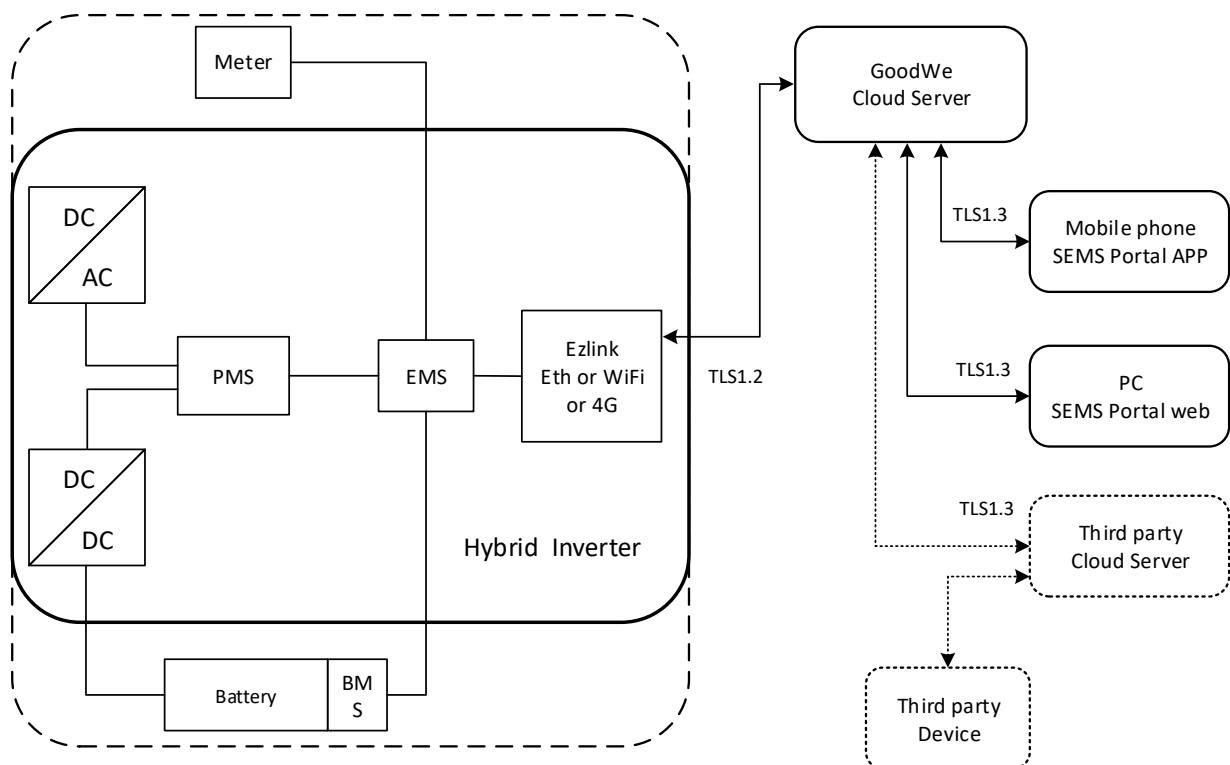 Meter
GoodWe
Cloud Server
DC
AC
TLS1.3
Mobile phone
SEMS Portal APP
PMS
EMS
Ezlink
Eth or WiFi
or 4G
TLS1.2
TLS1.3
PC
SEMS Portal web
DC
DC
Hybrid Inverter
TLS1.3
Third party
Cloud Server
Battery
BM
S
Third party
Device